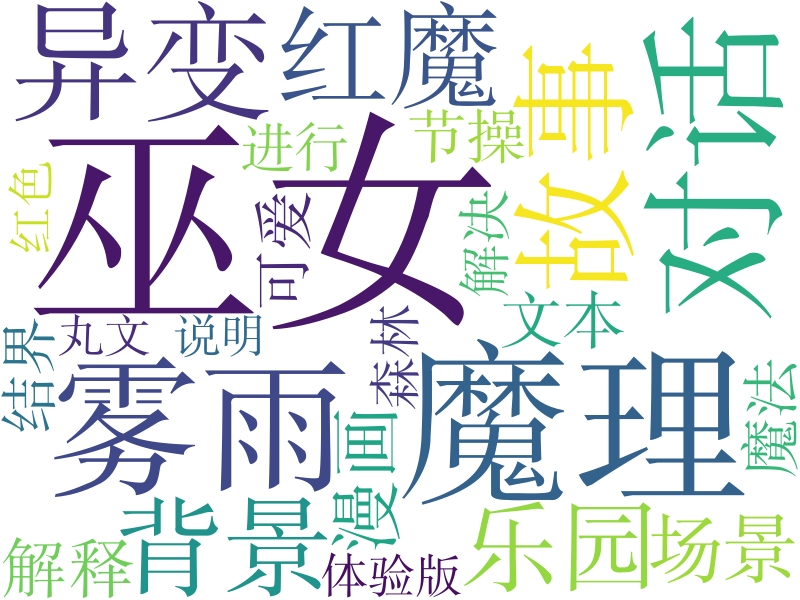 异变
红魔
故事
对话
巫女
进行
节操
红色
可爱
解决
结界
丸文
说明
森林
文本
雾雨
魔理
魔法
漫画
背景
解释
体验版
乐园
场景